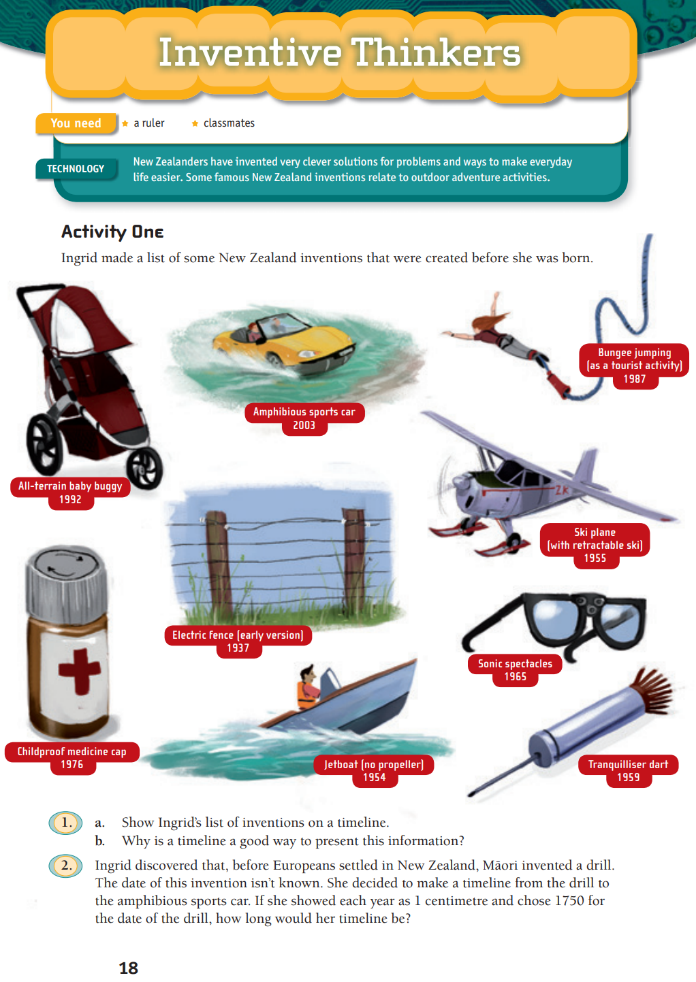 Inventive Thinkers
You need ★ a ruler ★ classmates
TECHNOLOGY
New Zealanders have invented very clever solutions for problems and ways to make everyday
life easier. Some famous New Zealand inventions relate to outdoor adventure activities.
Activity One
Ingrid made a list of some New Zealand inventions that were created before she was born.
Bungee jumping
(as a tourist activity)
1987
Amphibious sports car
2003
All-terrain baby buggy
1992
ZK
Ski plane
(with retractable ski)
1955
Electric fence (early version)
1937
Sonic spectacles
1965
Childproof medicine cap
1976
Jetboat (no propeller)
1954
Tranquilliser dart
1959
1. a. Show Ingrid's list of inventions on a timeline.
b. Why is a timeline a good way to present this information?
2. Ingrid discovered that, before Europeans settled in New Zealand, Māori invented a drill.
The date of this invention isn't known. She decided to make a timeline from the drill to
the amphibious sports car. If she showed each year as 1 centimetre and chose 1750 for
the date of the drill, how long would her timeline be?
18